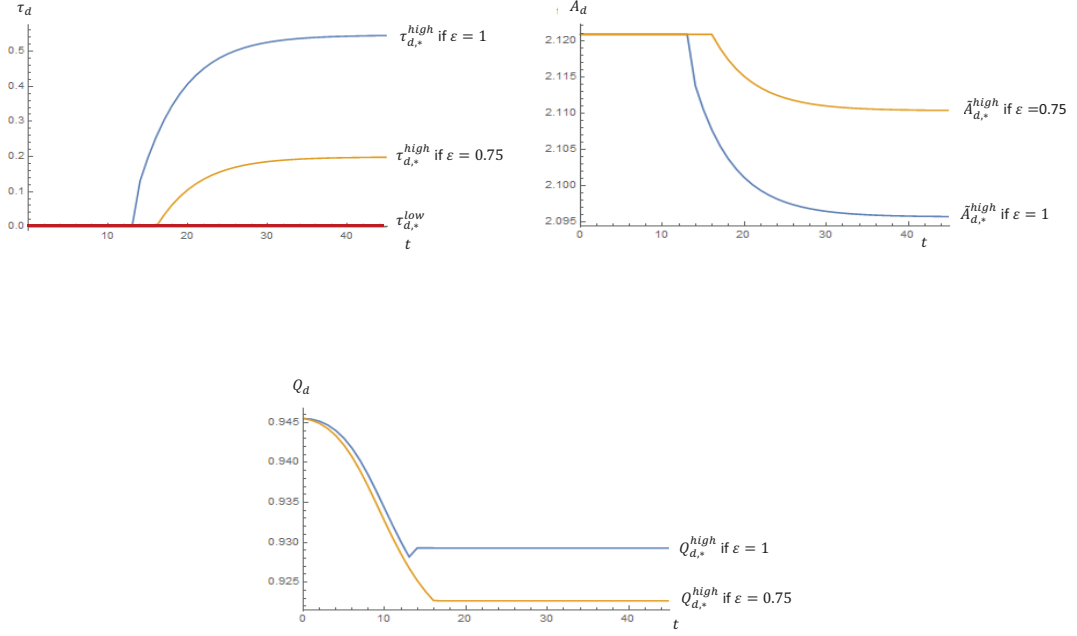 τ_d
0.5
0.4
0.3
0.2
0.1
0.0
10
20
30
40
t
τ_{d,*}^{high} if ε = 1
τ_{d,*}^{high} if ε = 0.75
τ_{d,*}^{low}
A_d
2.120
2.115
2.110
2.105
2.100
2.095
0
10
20
30
40
t
Ã_{d,*}^{high} if ε =0.75
Ã_{d,*}^{high} if ε = 1
Q_d
0.945
0.940
0.935
0.930
0.925
0
10
20
30
40
t
Q_{d,*}^{high} if ε = 1
Q_{d,*}^{high} if ε = 0.75